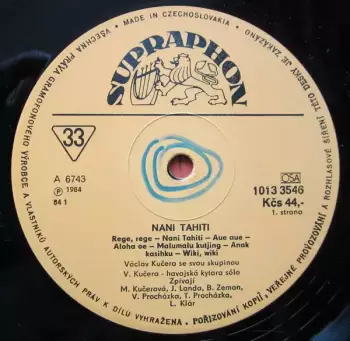 MADE IN CZECHOSLOVAKIA
SUPRAPHON
33
A 6743
Ⓟ 1984
84 1
ČSA
1013 3546
Kčs 44,-
1. strana
NANI TAHITI
Rege, rege – Nani Tahiti – Aue aue –
Aloha oe – Malumalu kutjing – Anak
kasihku – Wiki, wiki
Václav Kučera se svou skupinou
V. Kučera - havajská kytara sólo
Zpívají
M. Kučerová, J. Landa, B. Zeman,
V. Procházka, T. Procházka,
L. Klár
VŠECHNA PRÁVA GRAMOFONOVÉHO VÝROBCE A VLASTNÍKŮ AUTORSKÝCH PRÁV K DÍLU VYHRAŽENA. POŘIZOVÁNÍ KOPIÍ, VEŘEJNÉ PROVOZOVÁNÍ A ROZHLASOVÉ ŠÍŘENÍ TÉTO DESKY JE ZAKÁZÁNO